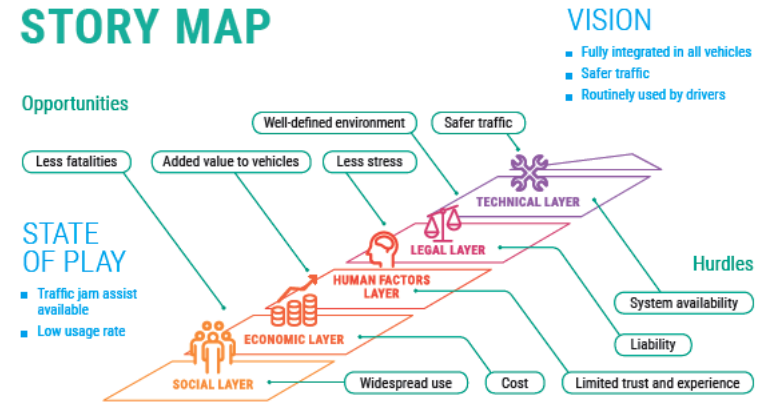 STORY MAP
VISION
Fully integrated in all vehicles
Safer traffic
Routinely used by drivers
Opportunities
Well-defined environment
Safer traffic
Less fatalities
Added value to vehicles
Less stress
TECHNICAL LAYER
STATE
OF PLAY
Traffic jam assist
available
Low usage rate
LEGAL LAYER
Hurdles
HUMAN FACTORS
LAYER
System availability
ECONOMIC LAYER
Liability
SOCIAL LAYER
Widespread use
Cost
Limited trust and experience